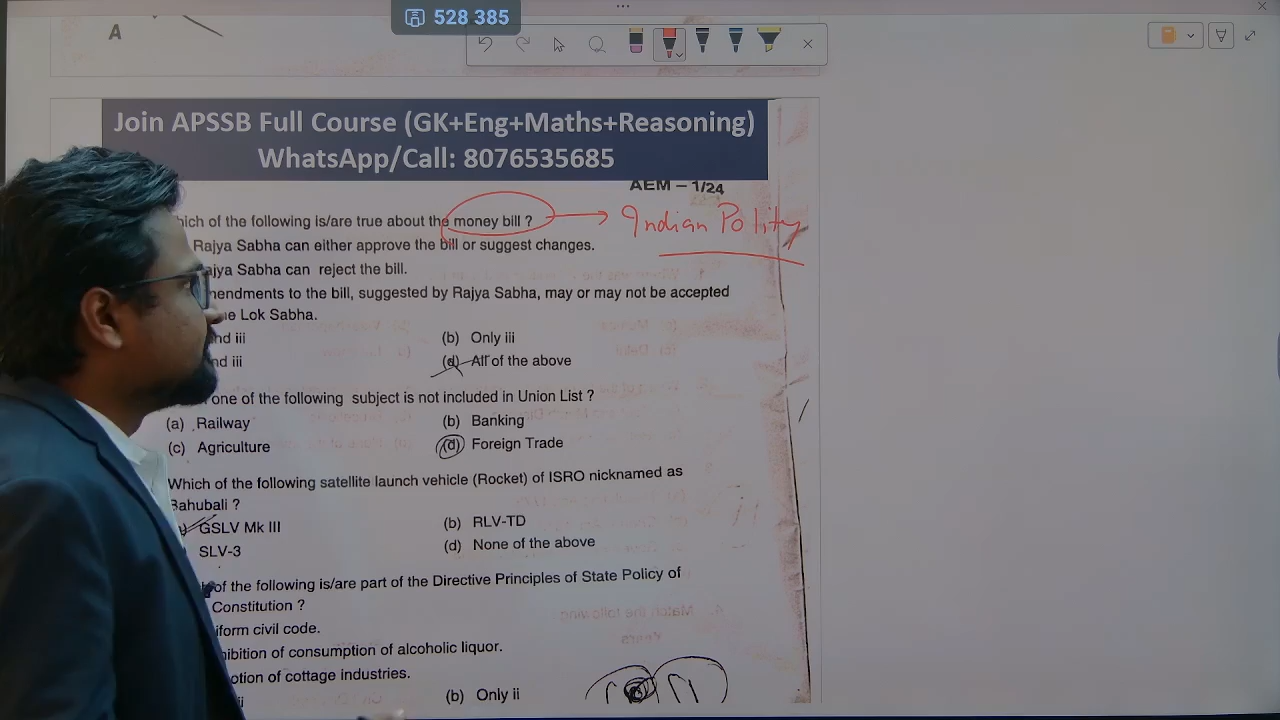 528 385
A
Join APSSB Full Course (GK+Eng+Maths+Reasoning)
WhatsApp/Call: 8076535685
AEM – 1/24
hich of the following is/are true about the money bill ?
Indian Polity
Rajya Sabha can either approve the bill or suggest changes.
ajya Sabha can reject the bill.
mendments to the bill, suggested by Rajya Sabha, may or may not be accepted
e Lok Sabha.
nd iii
(b) Only iii
nd iii
(d) All of the above
one of the following subject is not included in Union List ?
(a) Railway
(b) Banking
(c) Agriculture
(d) Foreign Trade
Which of the following satellite launch vehicle (Rocket) of ISRO nicknamed as
Bahubali ?
GSLV Mk III
(b) RLV-TD
SLV-3
(d) None of the above
of the following is/are part of the Directive Principles of State Policy of
Constitution ?
iform civil code.
hibition of consumption of alcoholic liquor.
otion of cottage industries.
(b) Only ii